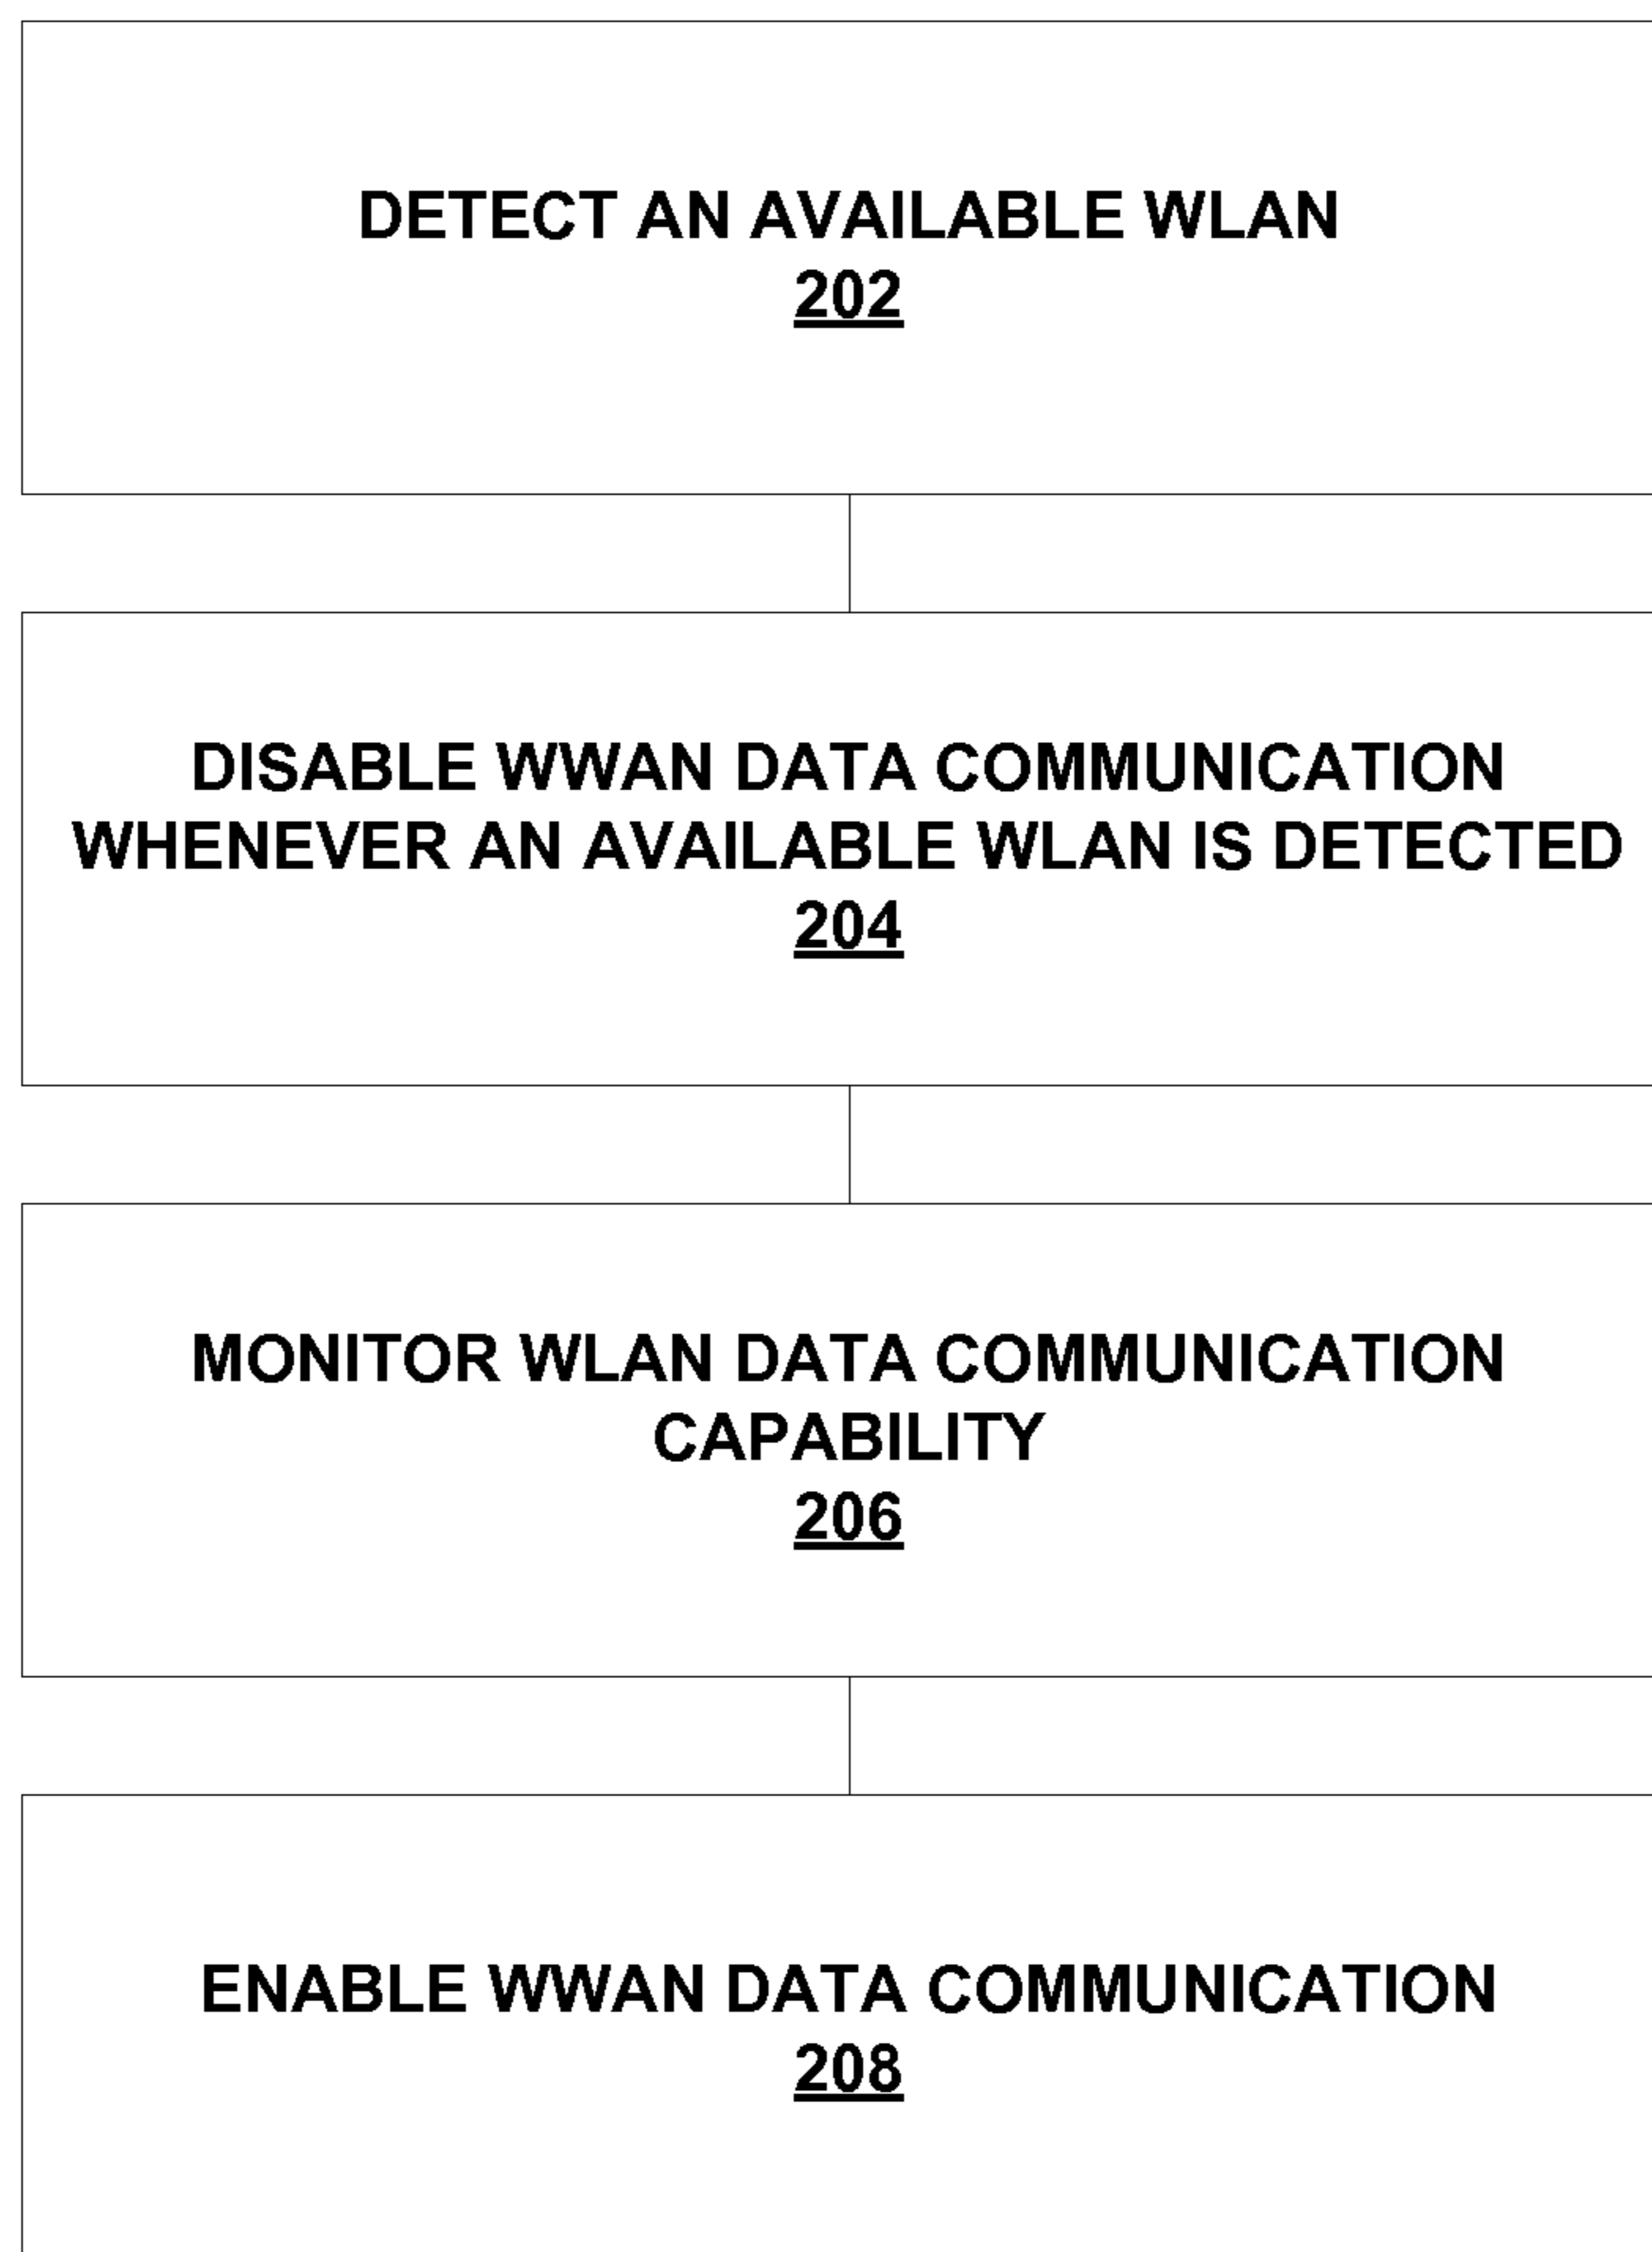 DETECT AN AVAILABLE WLAN
202
DISABLE WWAN DATA COMMUNICATION
WHENEVER AN AVAILABLE WLAN IS DETECTED
204
MONITOR WLAN DATA COMMUNICATION
CAPABILITY
206
ENABLE WWAN DATA COMMUNICATION
208